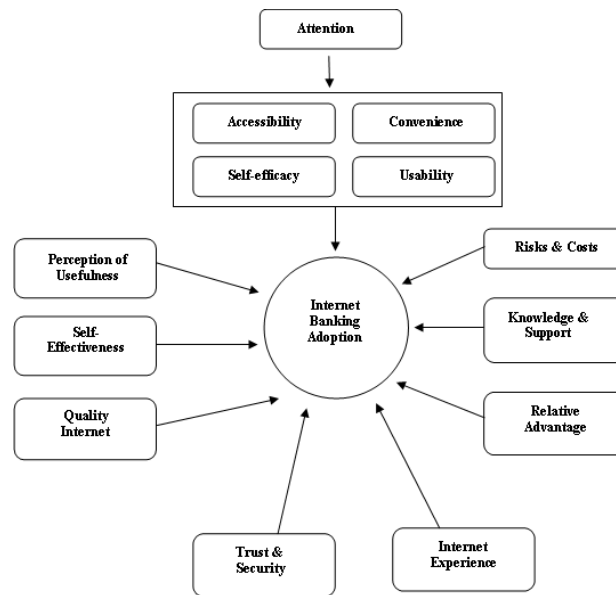 Attention
Accessibility
Convenience
Self-efficacy
Usability
Perception of
Usefulness
Risks & Costs
Internet
Banking
Adoption
Self-
Effectiveness
Knowledge &
Support
Quality
Internet
Relative
Advantage
Trust &
Security
Internet
Experience